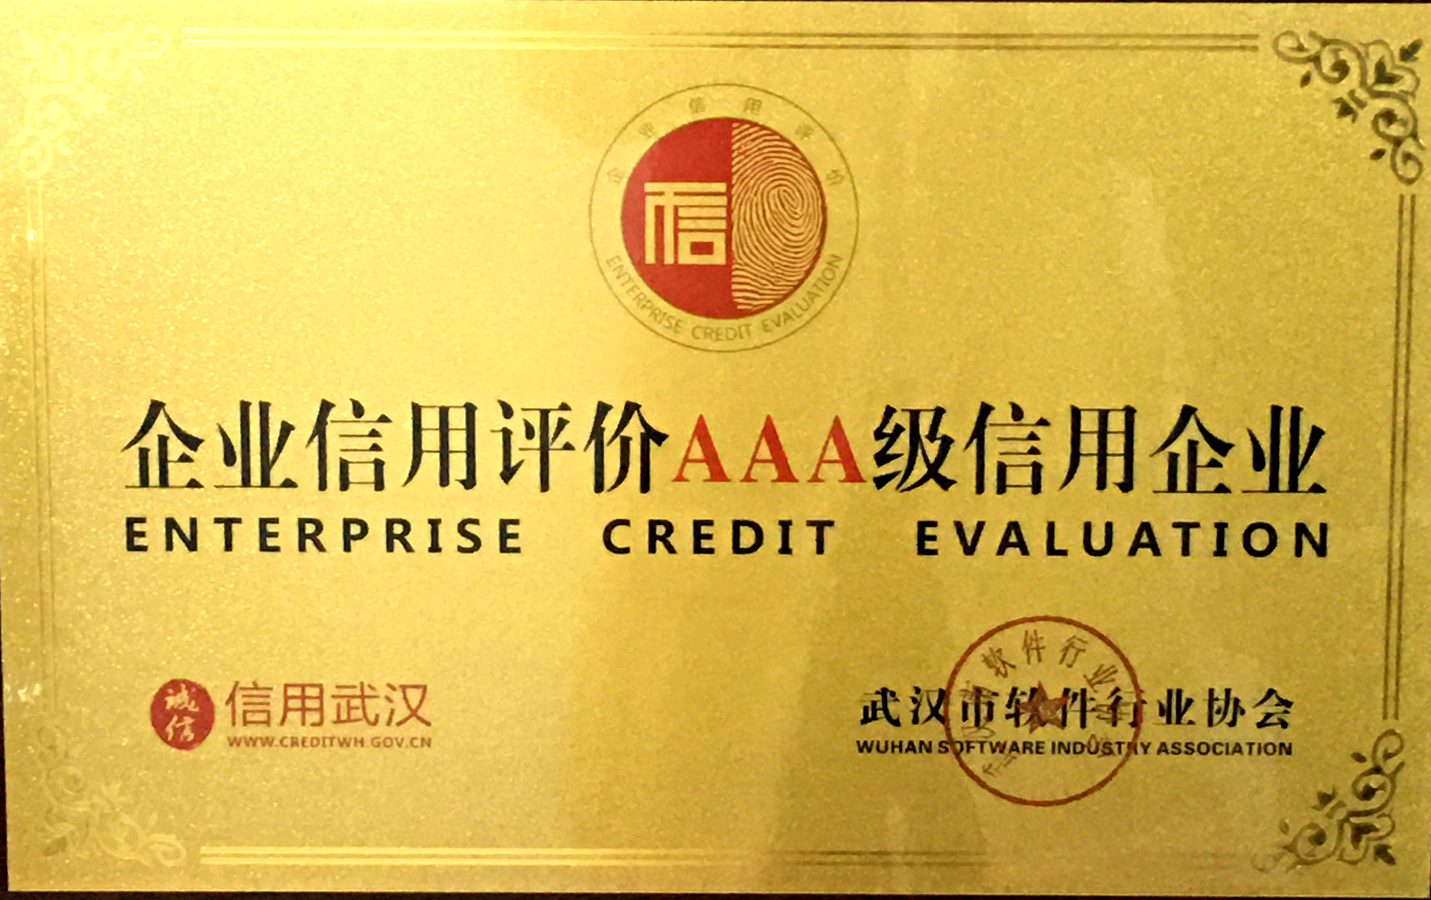 企业信用评价
信
ENTERPRISE CREDIT EVALUATION
企业信用评价AAA级信用企业
ENTERPRISE CREDIT EVALUATION
诚信
信用武汉
WWW.CREDITWH.GOV.CN
软件行业
武汉市软件行业协会
WUHAN SOFTWARE INDUSTRY ASSOCIATION